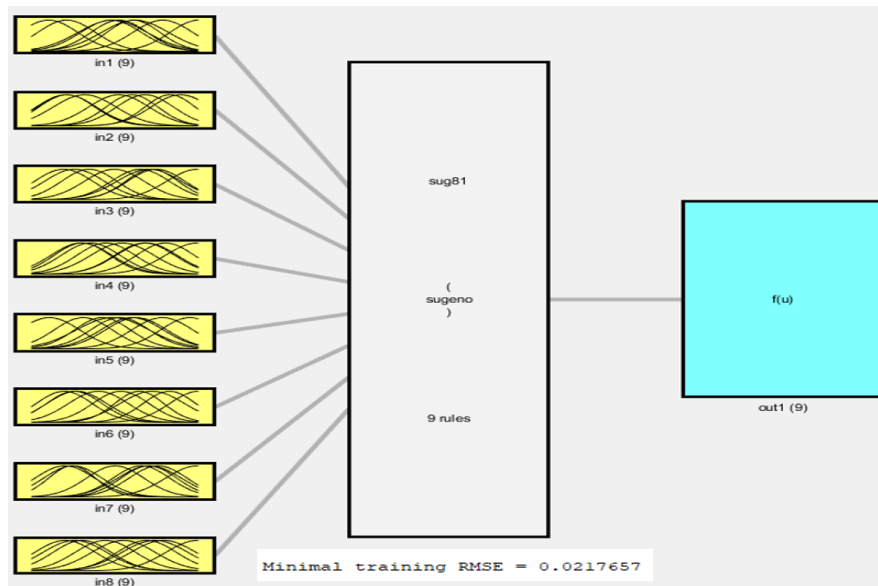 in1 (9)
in2 (9)
in3 (9)
in4 (9)
in5 (9)
in6 (9)
in7 (9)
in8 (9)
sug81
(
sugeno
)
9 rules
f(u)
out1 (9)
Minimal training RMSE = 0.0217657